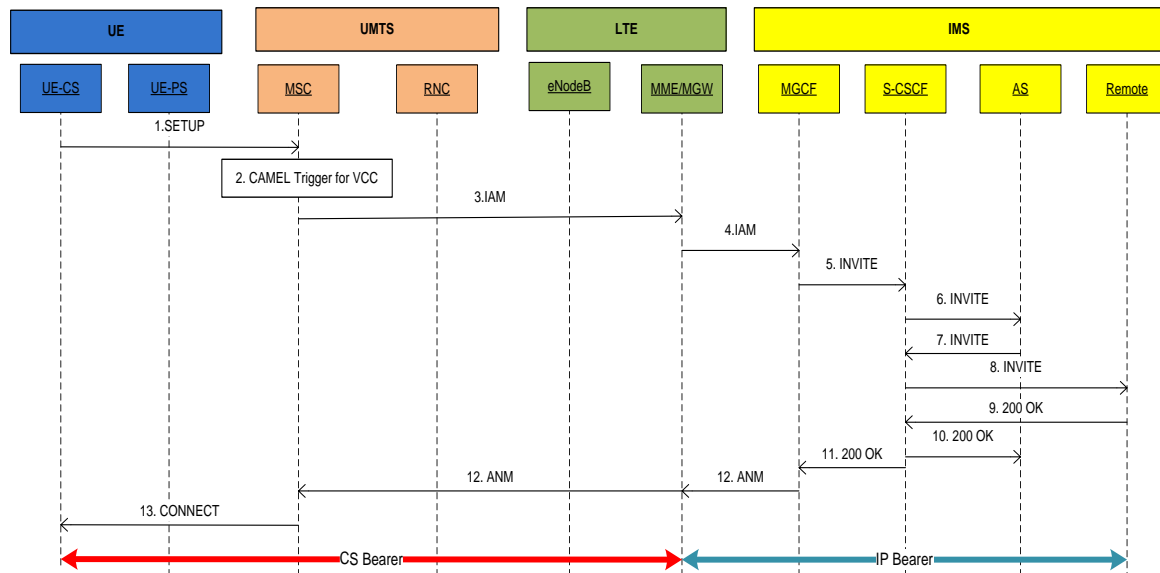 UE
UMTS
LTE
IMS
UE-CS
UE-PS
MSC
RNC
eNodeB
MME/MGW
MGCF
S-CSCF
AS
Remote
1.SETUP
2. CAMEL Trigger for VCC
3.IAM
4.IAM
5. INVITE
6. INVITE
7. INVITE
8. INVITE
9. 200 OK
10. 200 OK
11. 200 OK
12. ANM
12. ANM
13. CONNECT
CS Bearer
IP Bearer